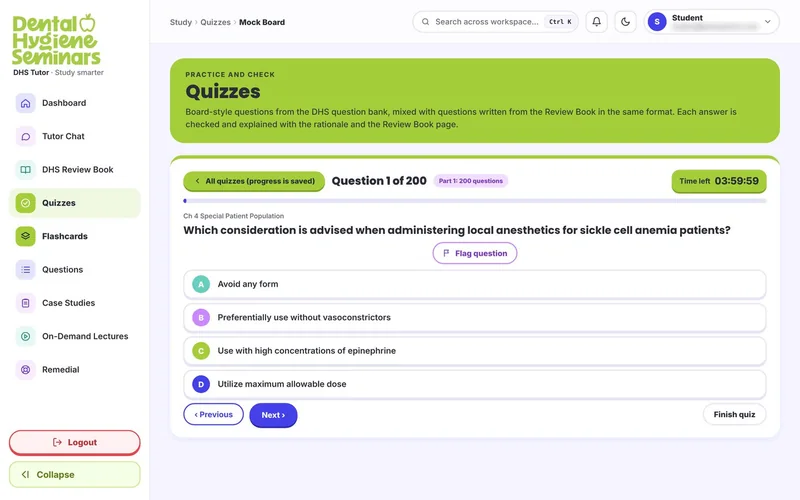 Dental
Hygiene
Seminars
DHS Tutor · Study smarter
Dashboard
Tutor Chat
DHS Review Book
Quizzes
Flashcards
Questions
Case Studies
On-Demand Lectures
Remedial
Logout
Collapse
Study › Quizzes › Mock Board
Search across workspace... Ctrl K
S Student
PRACTICE AND CHECK
Quizzes
Board-style questions from the DHS question bank, mixed with questions written from the Review Book in the same format. Each answer is
checked and explained with the rationale and the Review Book page.
‹ All quizzes (progress is saved) Question 1 of 200 Part 1: 200 questions Time left 03:59:59
Ch 4 Special Patient Population
Which consideration is advised when administering local anesthetics for sickle cell anemia patients?
Flag question
A Avoid any form
B Preferentially use without vasoconstrictors
C Use with high concentrations of epinephrine
D Utilize maximum allowable dose
‹ Previous Next › Finish quiz